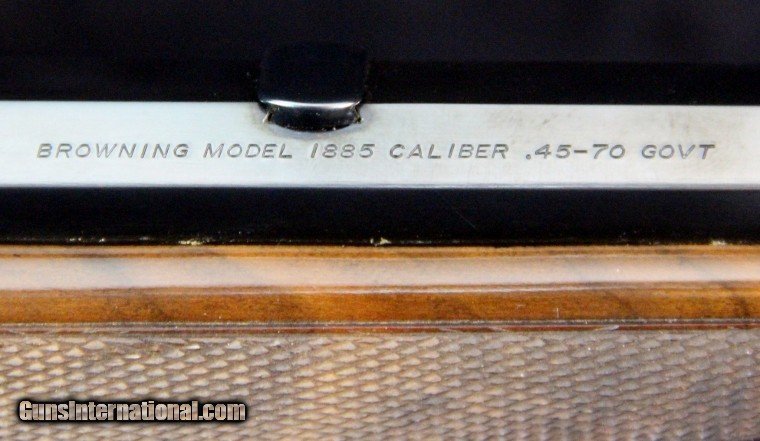 BROWNING MODEL 1885 CALIBER .45-70 GOVT
GunsInternational.com